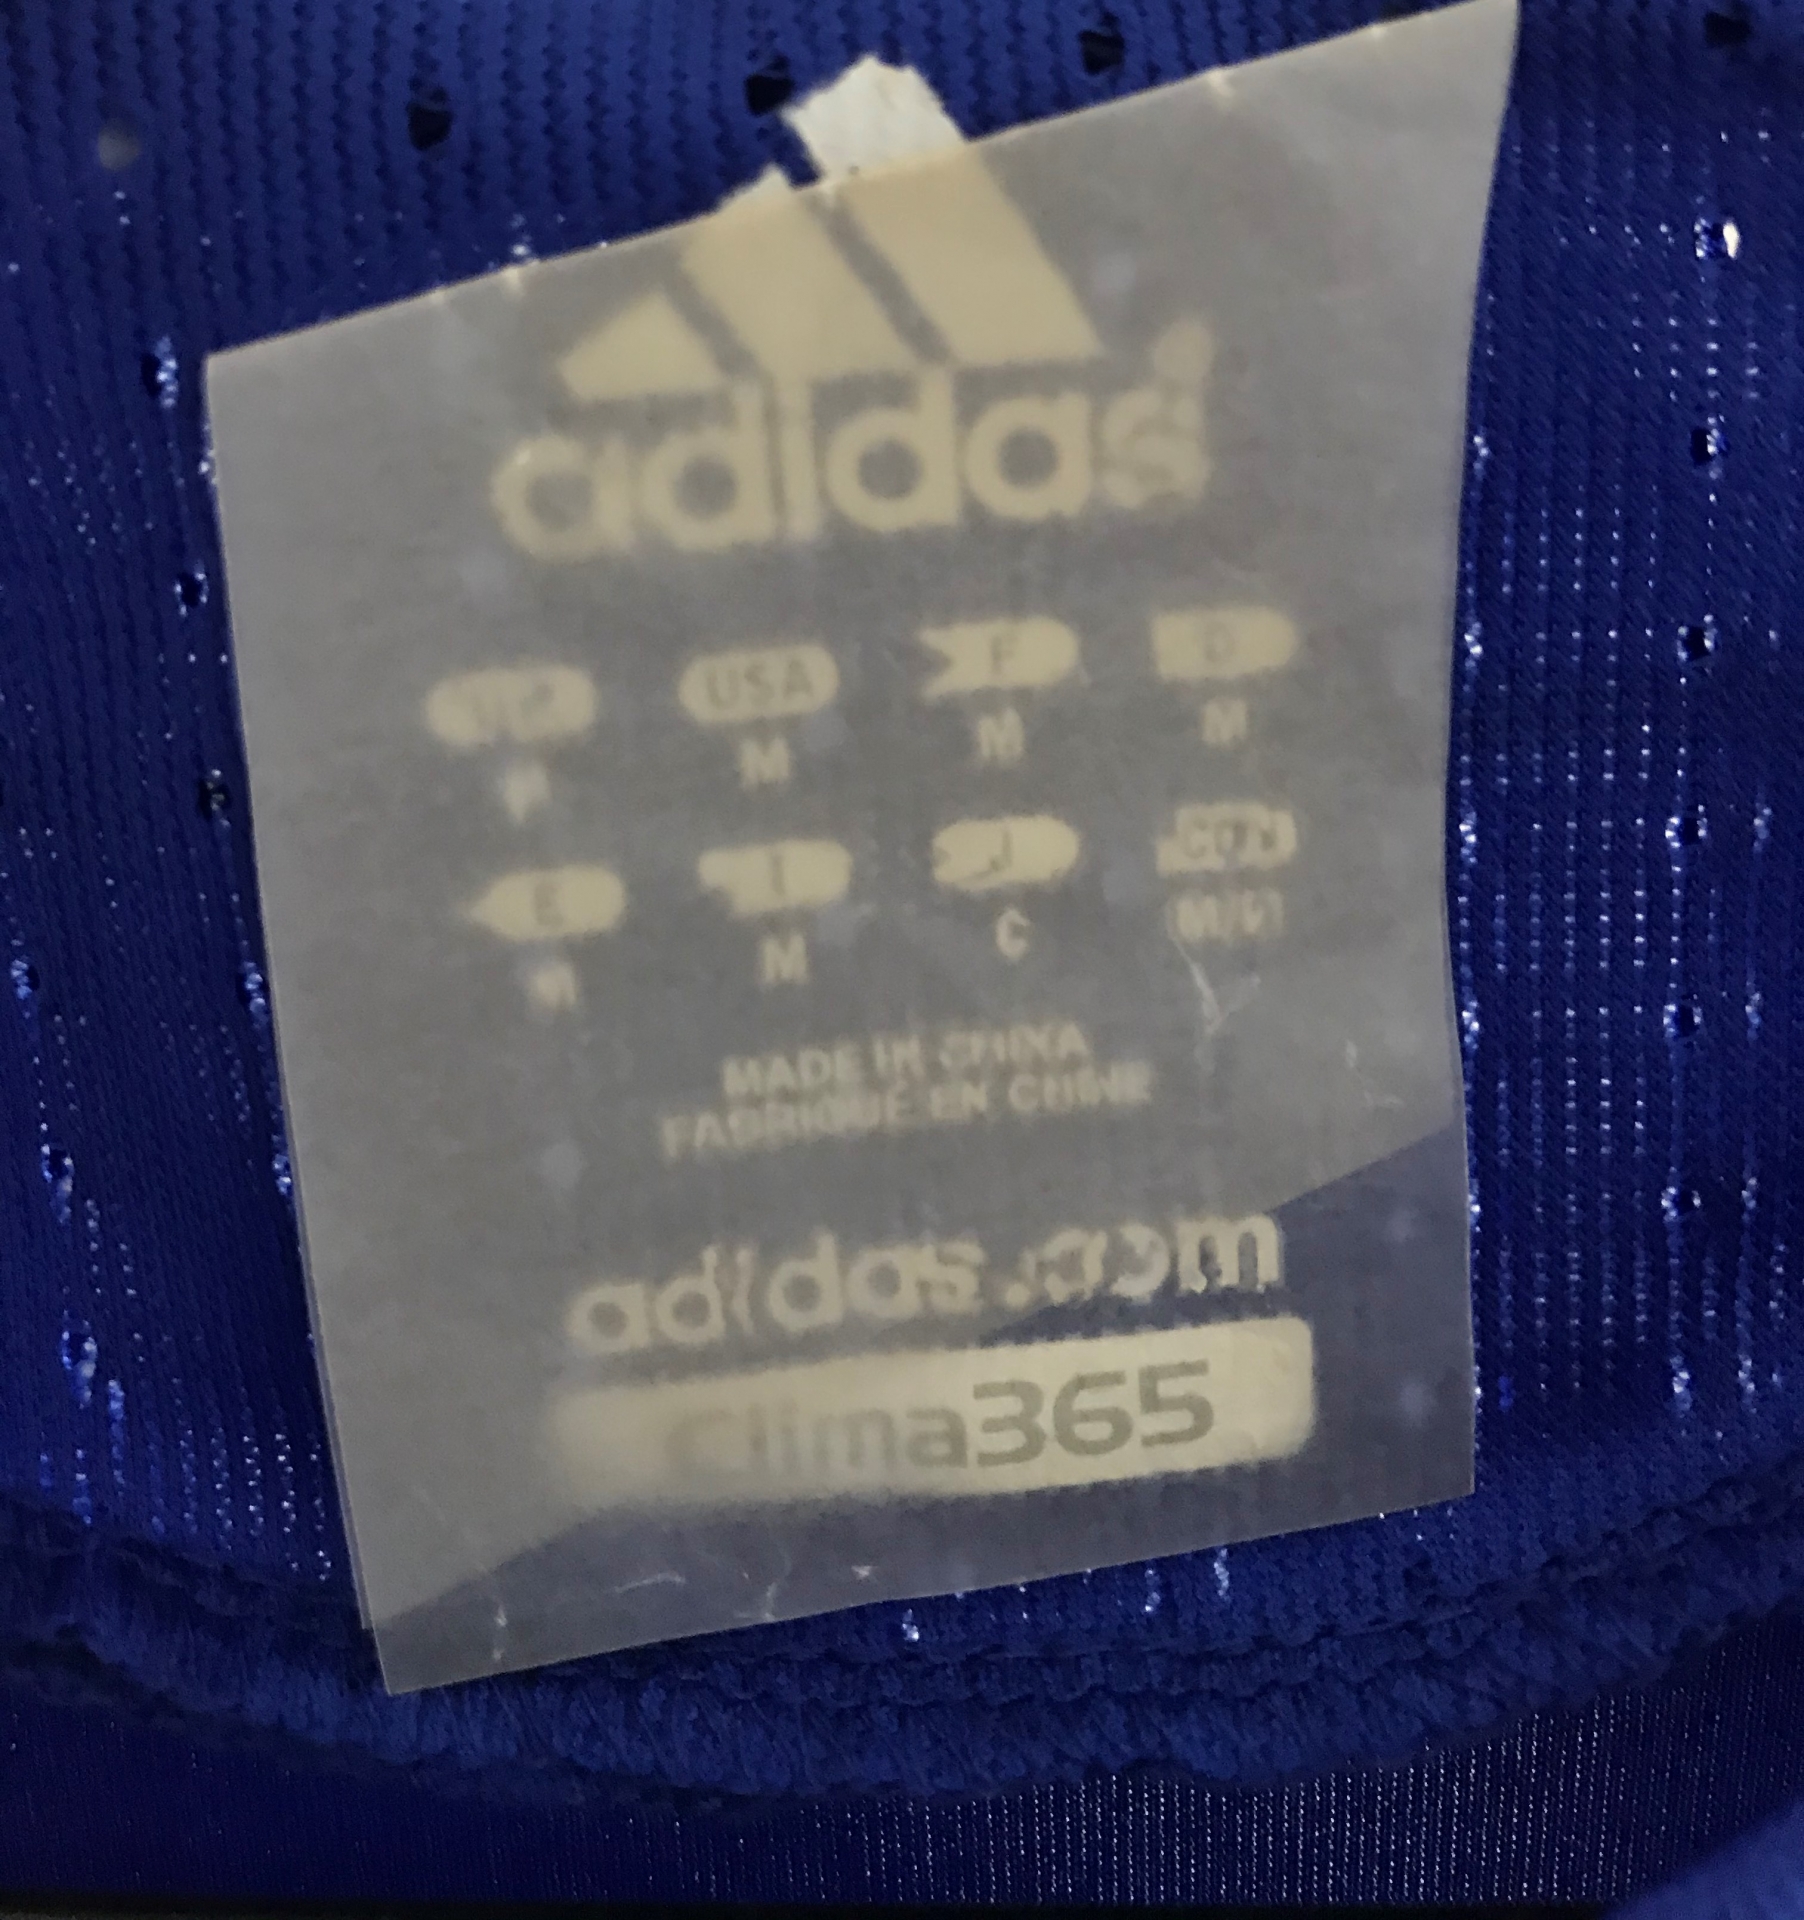 adidas
USA F D
M M M
E I J
M M
MADE IN CHINA
FABRIQUÉ EN CHINE
adidas.com
Clima365